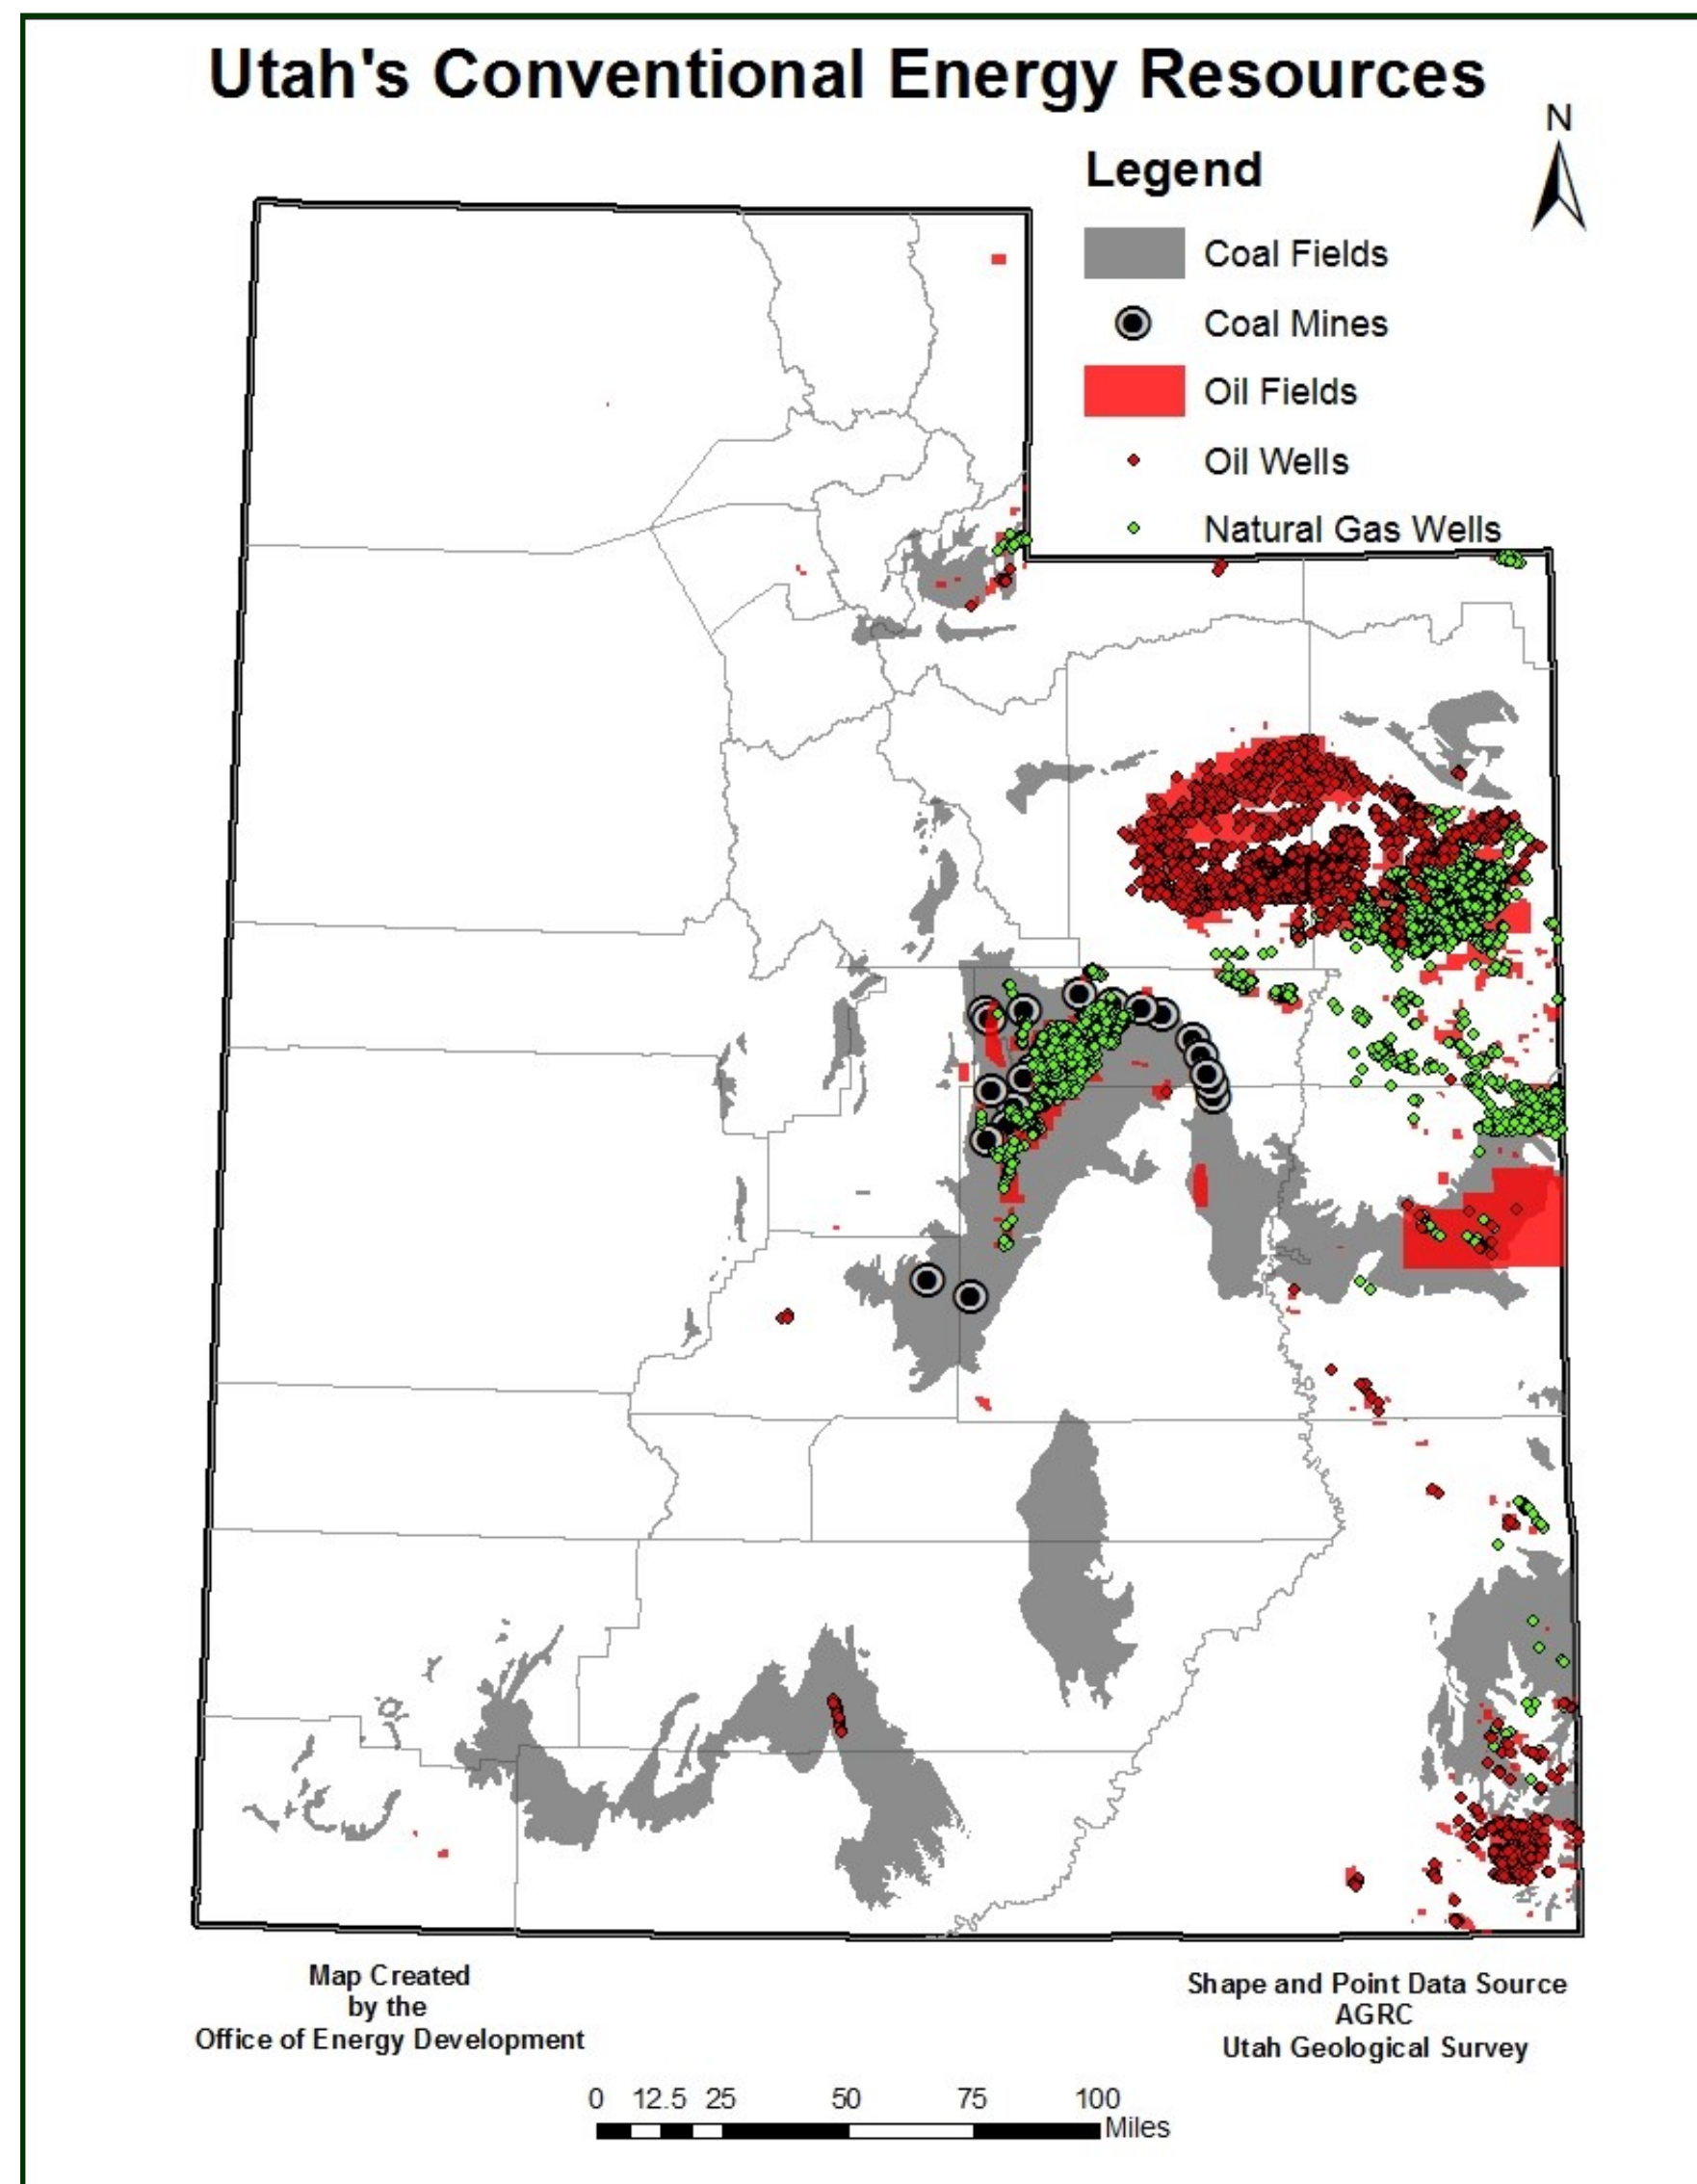 Utah's Conventional Energy Resources
N
Legend
Coal Fields
Coal Mines
Oil Fields
Oil Wells
Natural Gas Wells
Map Created
by the
Office of Energy Development
Shape and Point Data Source
AGRC
Utah Geological Survey
0 12.5 25 50 75 100
Miles